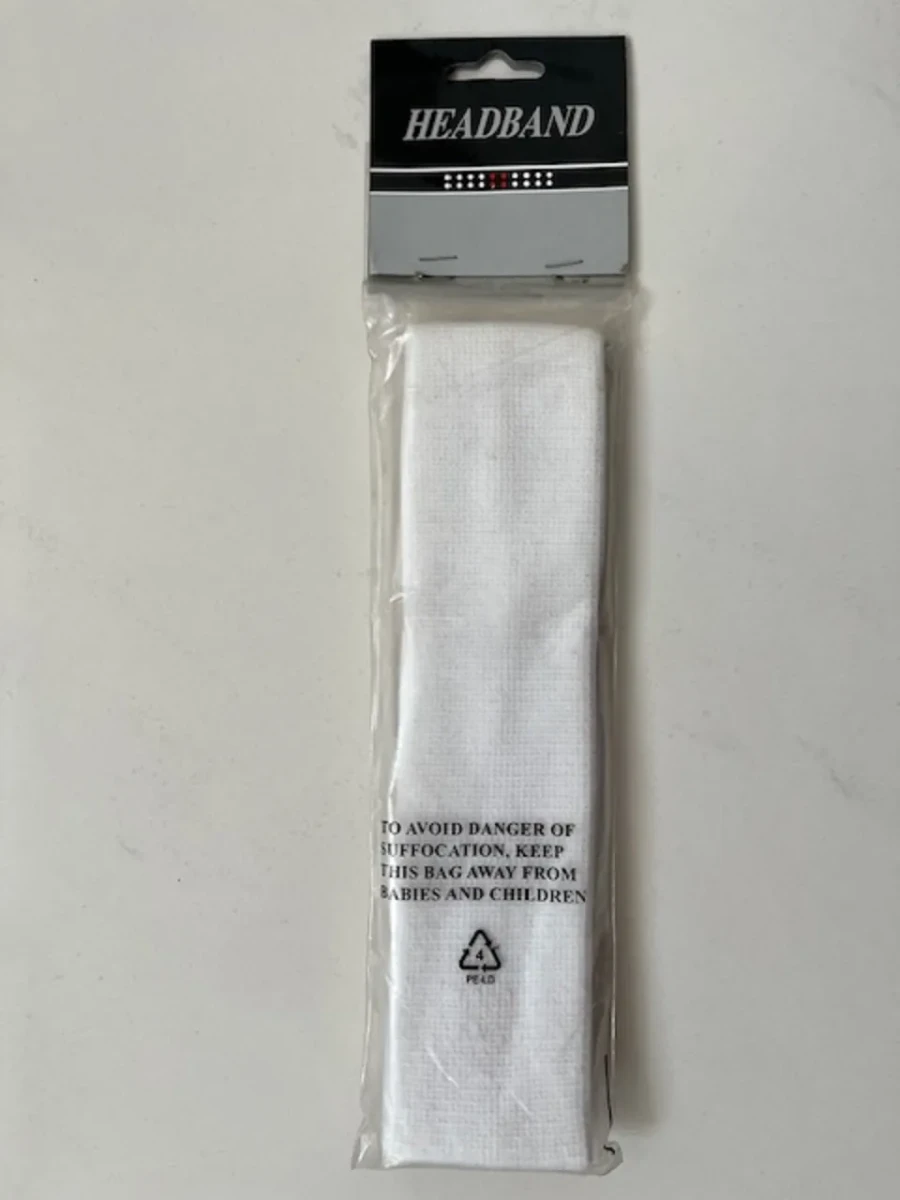 HEADBAND
TO AVOID DANGER OF
SUFFOCATION, KEEP
THIS BAG AWAY FROM
BABIES AND CHILDREN
4
PE-LD